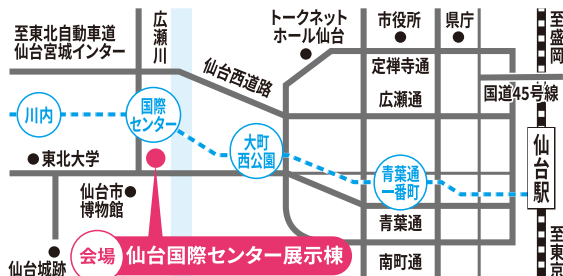 至東北自動車道
仙台宮城インター
広瀬川
トークネット
ホール仙台
市役所
県庁
至盛岡
仙台西道路
定禅寺通
広瀬通
国道45号線
川内
国際
センター
大町
西公園
青葉通
一番町
仙台駅
東北大学
仙台市
博物館
青葉通
仙台城跡
会場
仙台国際センター展示棟
南町通
至東京